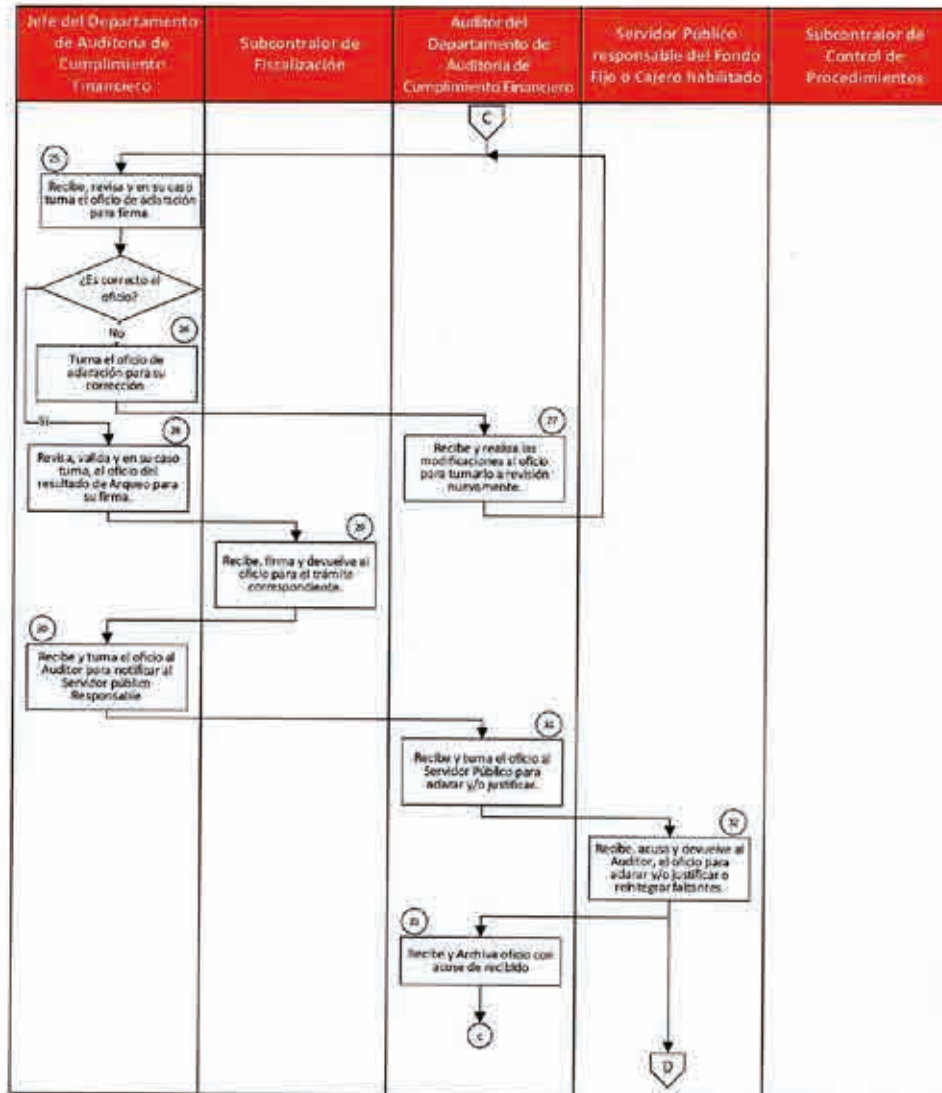 Jefe del Departamento
de Auditoría de
Cumplimiento
Financiero
Subcontralor de
Fiscalización
Auditor del
Departamento de
Auditoría de
Cumplimiento Financiero
Servidor Público
responsable del Fondo
Fijo o Cajero habilitado
Subcontralor de
Control de
Procedimientos
C
25
Recibe, revisa y en su caso
turna el oficio de aclaración
para firma.
¿Es correcto el
oficio?
No
26
Turna el oficio de
aclaración para su
corrección
27
Recibe y realiza las
modificaciones al oficio
para turnarlo a revisión
nuevamente.
Si
28
Revisa, valida y en su caso
turna, el oficio del
resultado de Arqueo para
su firma.
29
Recibe, firma y devuelve el
oficio para el trámite
correspondiente.
30
Recibe y turna el oficio al
Auditor para notificar al
Servidor público
Responsable
31
Recibe y turna el oficio al
Servidor Público para
aclarar y/o justificar.
32
Recibe, acusa y devuelve al
Auditor, el oficio para
aclarar y/o justificar o
reintegrar faltantes.
33
Recibe y Archiva oficio con
acuse de recibido
c
D